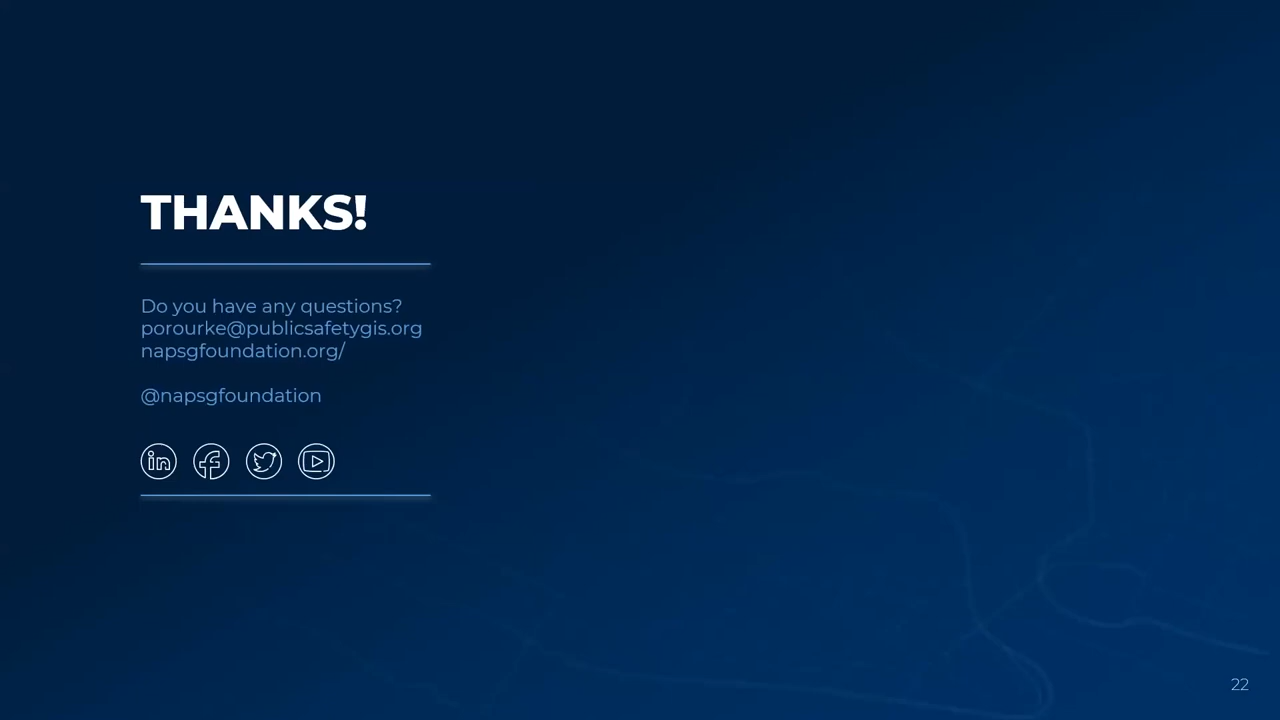 THANKS!
Do you have any questions?
porourke@publicsafetygis.org
napsgfoundation.org/
@napsgfoundation
22